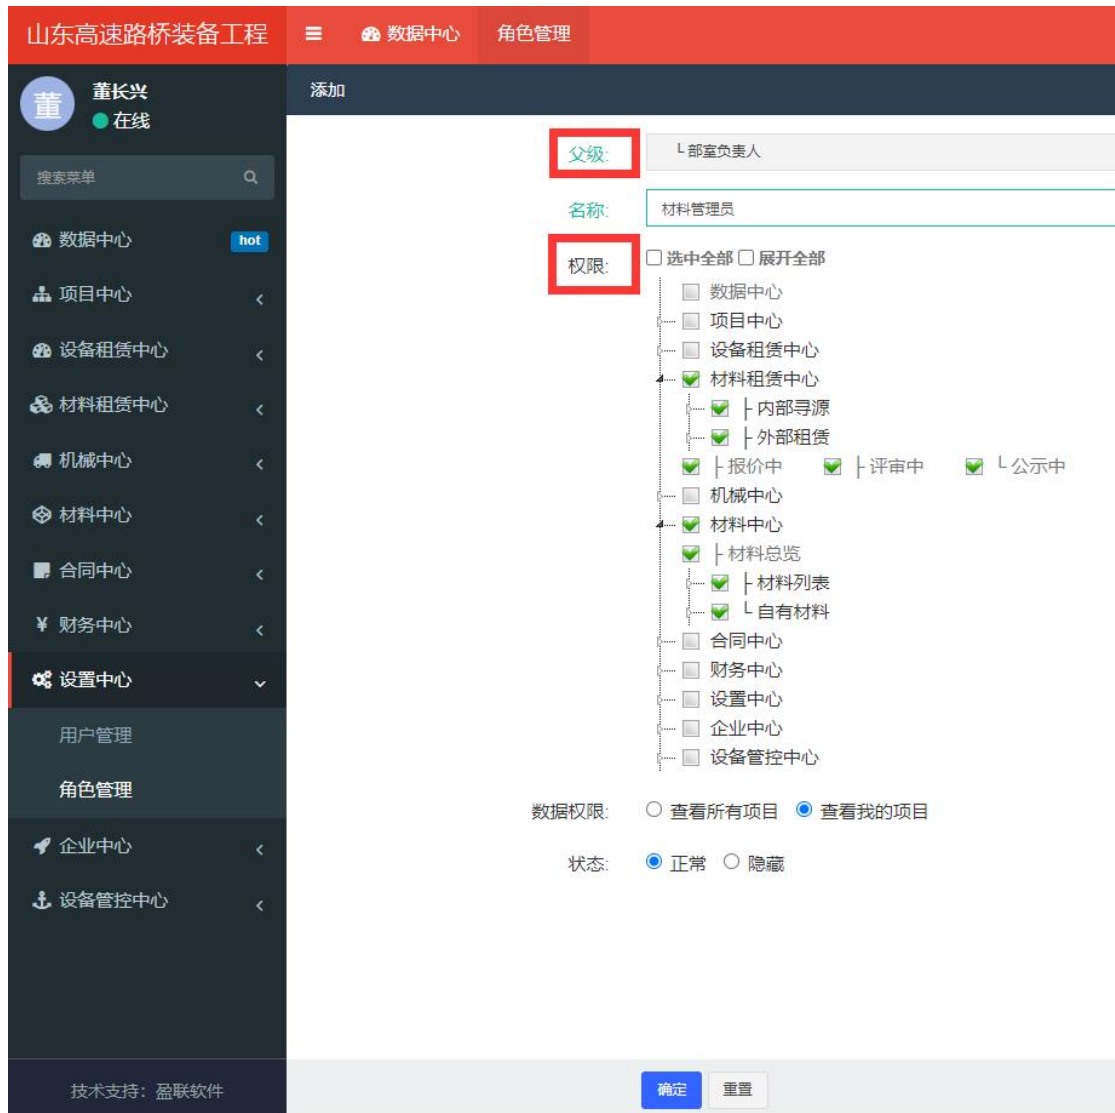 山东高速路桥装备工程
数据中心 角色管理
董
董长兴
在线
搜索菜单
数据中心 hot
项目中心
设备租赁中心
材料租赁中心
机械中心
材料中心
合同中心
¥ 财务中心
设置中心
用户管理
角色管理
企业中心
设备管控中心
技术支持：盈联软件
添加
父级: └ 部室负责人
名称: 材料管理员
权限: 选中全部 展开全部
数据中心
项目中心
设备租赁中心
材料租赁中心
├ 内部寻源
├ 外部租赁
├ 报价中 ├ 评审中 └ 公示中
机械中心
材料中心
├ 材料总览
├ 材料列表
└ 自有材料
合同中心
财务中心
设置中心
企业中心
设备管控中心
数据权限: 查看所有项目 查看我的项目
状态: 正常 隐藏
确定 重置